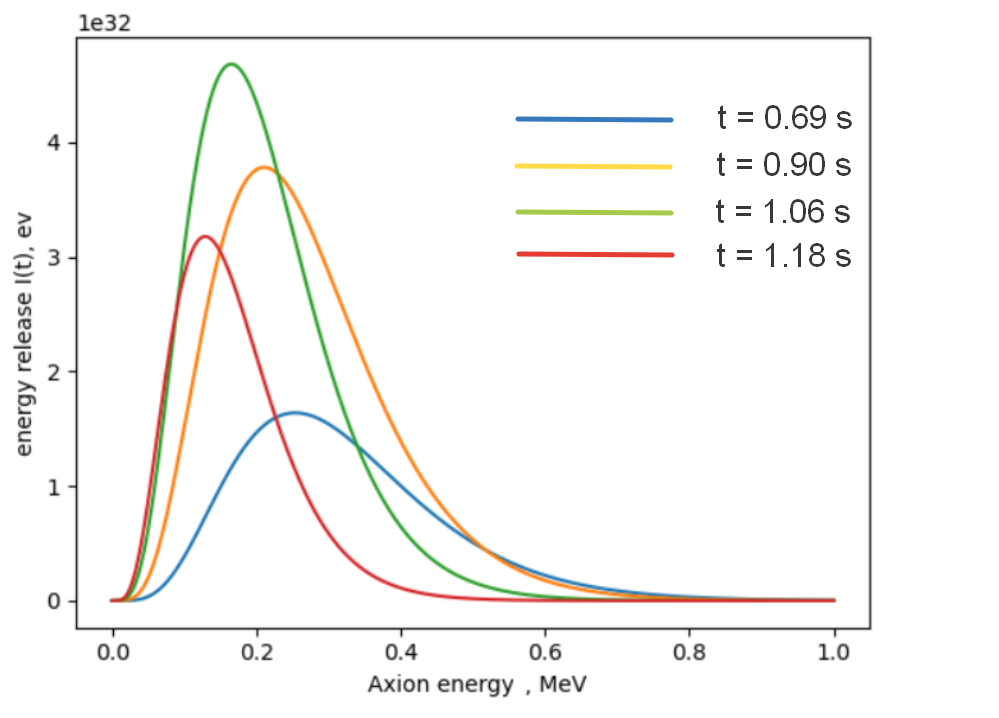 1e32
energy release I(t), ev
4
3
2
1
0
t = 0.69 s
t = 0.90 s
t = 1.06 s
t = 1.18 s
0.0 0.2 0.4 0.6 0.8 1.0
Axion energy , MeV